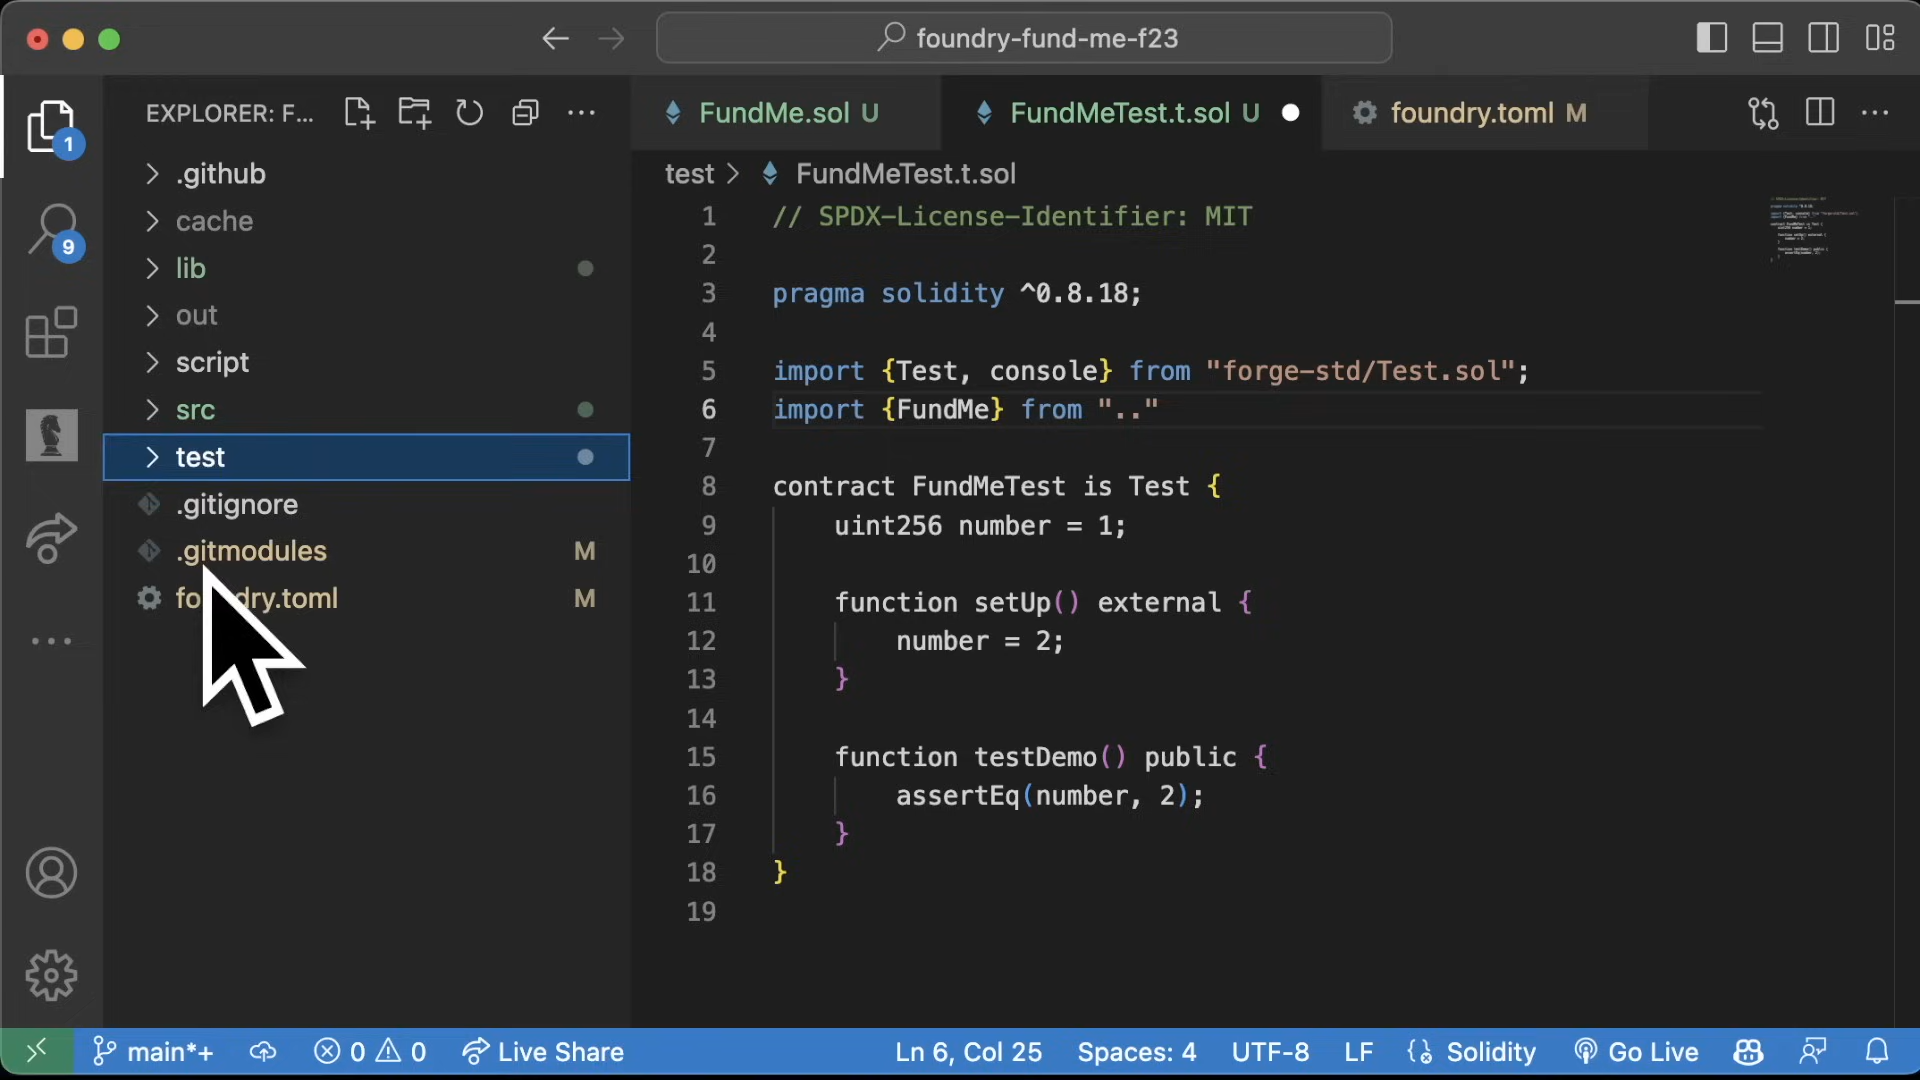 foundry-fund-me-f23
EXPLORER: F...
FundMe.sol U
FundMeTest.t.sol U
foundry.toml M
1
9
.github
cache
lib
out
script
src
test
.gitignore
.gitmodules M
foundry.toml M
test > FundMeTest.t.sol
1 // SPDX-License-Identifier: MIT
2
3 pragma solidity ^0.8.18;
4
5 import {Test, console} from "forge-std/Test.sol";
6 import {FundMe} from ".."
7
8 contract FundMeTest is Test {
9 uint256 number = 1;
10
11 function setUp() external {
12 number = 2;
13 }
14
15 function testDemo() public {
16 assertEq(number, 2);
17 }
18 }
19
main*+ 0 0 Live Share Ln 6, Col 25 Spaces: 4 UTF-8 LF Solidity Go Live